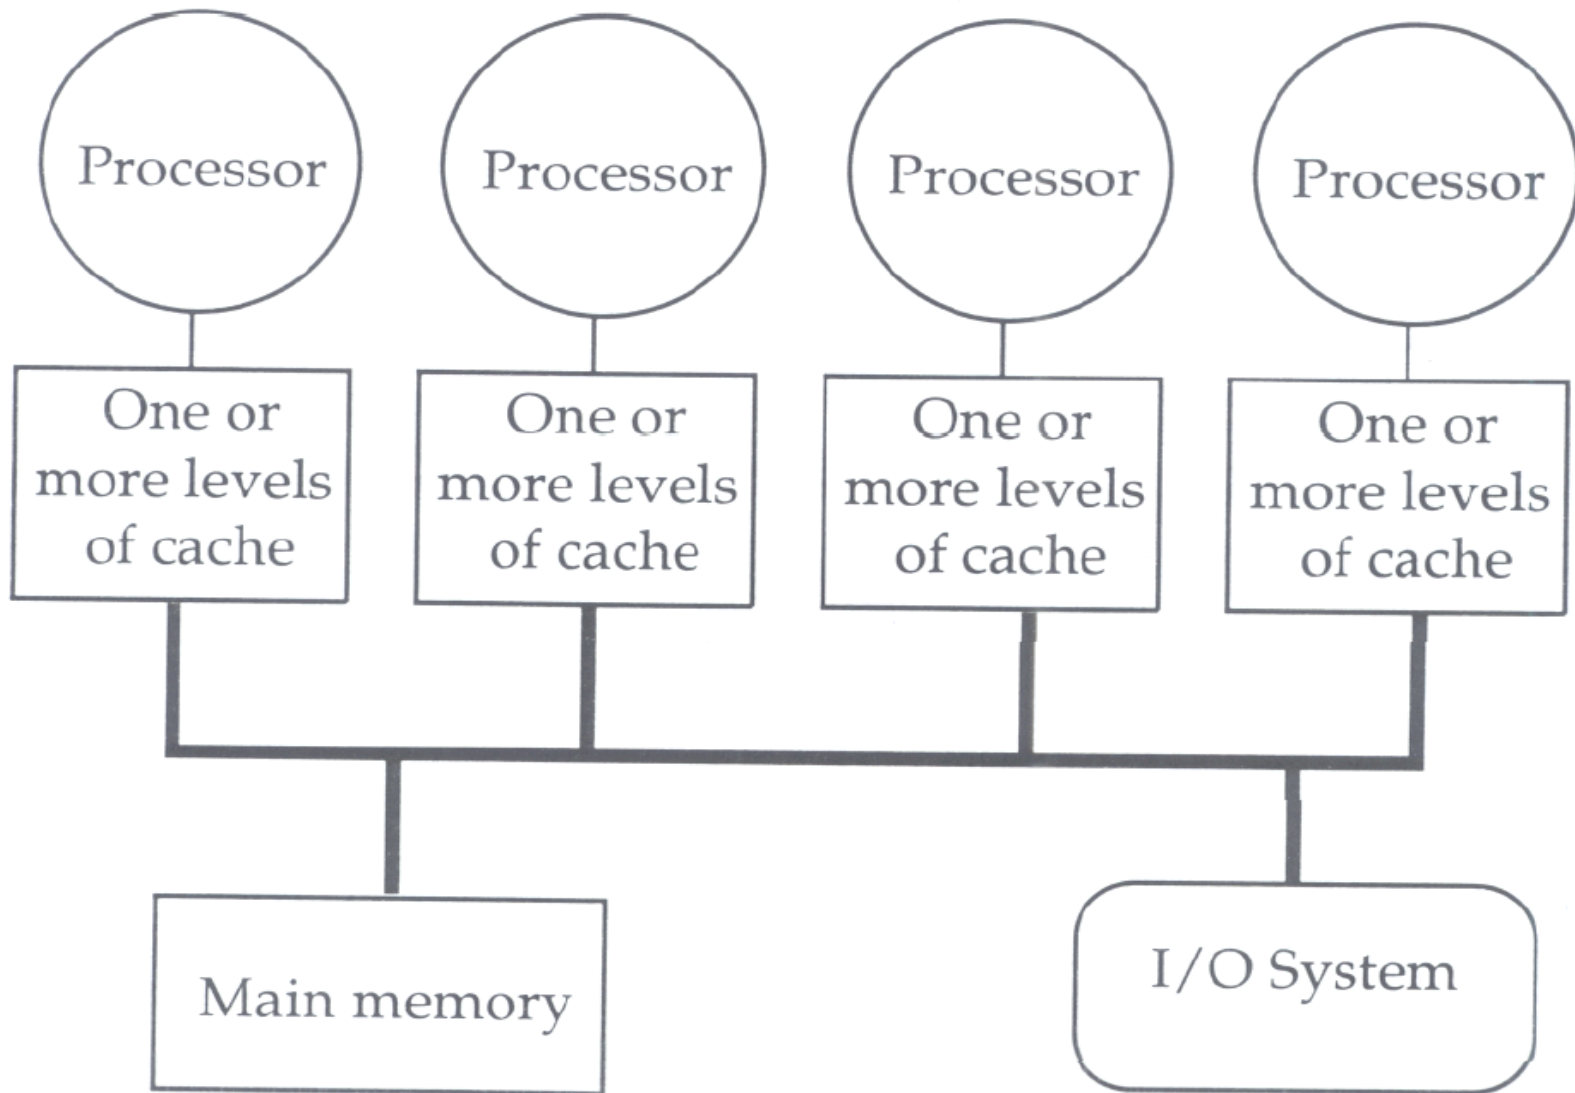 Processor
Processor
Processor
Processor
One or
more levels
of cache
One or
more levels
of cache
One or
more levels
of cache
One or
more levels
of cache
Main memory
I/O System